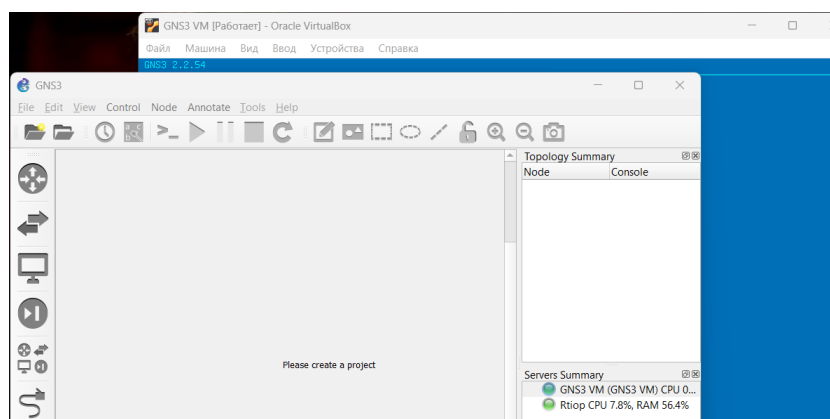 GNS3 VM [Работает] - Oracle VirtualBox
Файл Машина Вид Ввод Устройства Справка
GNS3 2.2.54
GNS3
File Edit View Control Node Annotate Tools Help
Topology Summary
Node Console
Please create a project
Servers Summary
GNS3 VM (GNS3 VM) CPU 0...
Rtiop CPU 7.8%, RAM 56.4%